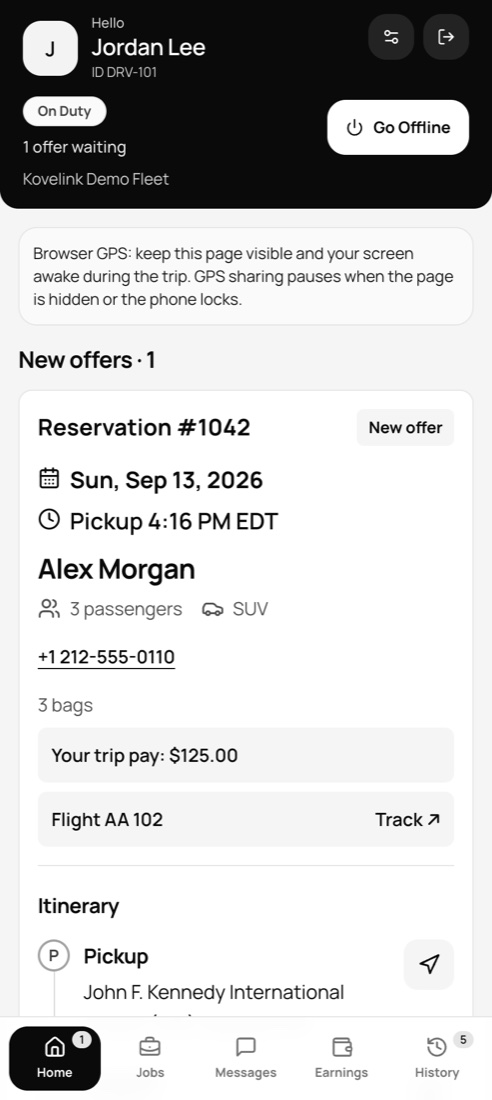 Hello
J
Jordan Lee
ID DRV-101
On Duty
1 offer waiting
Go Offline
Kovelink Demo Fleet
Browser GPS: keep this page visible and your screen
awake during the trip. GPS sharing pauses when the page
is hidden or the phone locks.
New offers · 1
Reservation #1042
New offer
Sun, Sep 13, 2026
Pickup 4:16 PM EDT
Alex Morgan
3 passengers SUV
+1 212-555-0110
3 bags
Your trip pay: $125.00
Flight AA 102
Track ↗
Itinerary
P
Pickup
John F. Kennedy International
1
5
Home
Jobs
Messages
Earnings
History